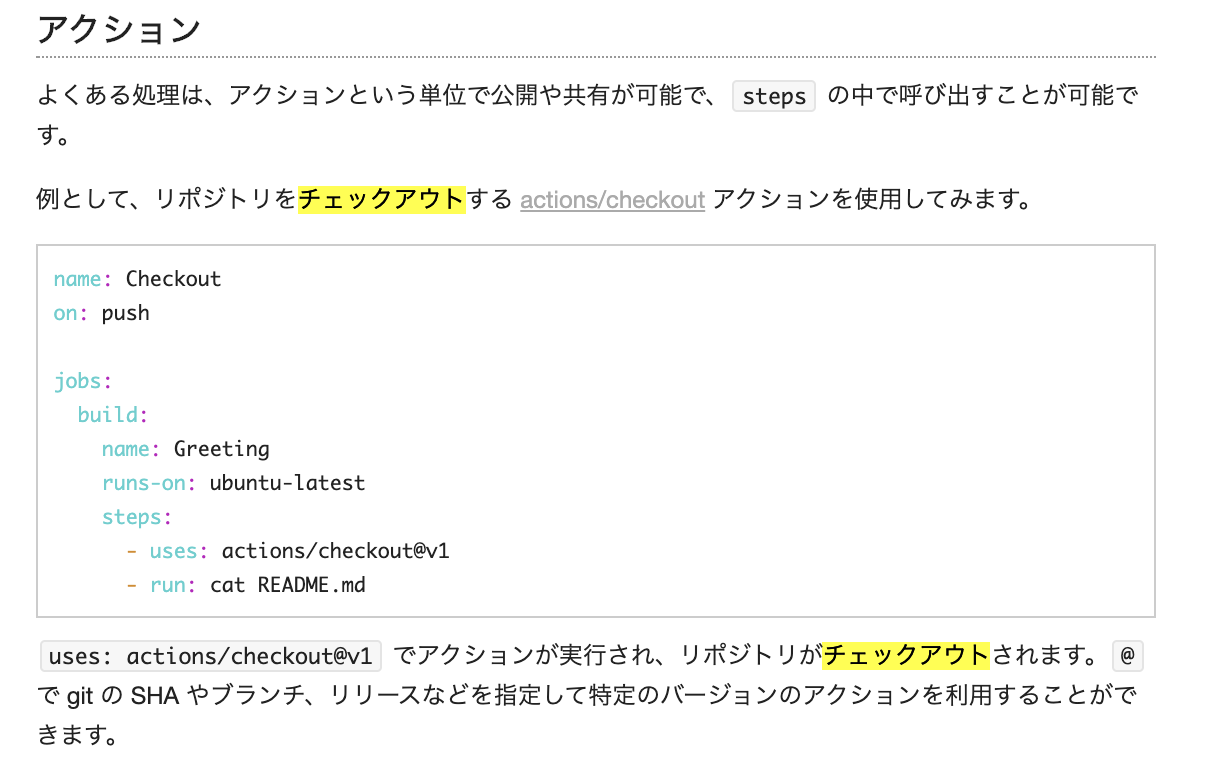 アクション
よくある処理は、アクションという単位で公開や共有が可能で、 steps の中で呼び出すことが可能で
す。
例として、リポジトリをチェックアウトする actions/checkout アクションを使用してみます。
name: Checkout
on: push
jobs:
  build:
    name: Greeting
    runs-on: ubuntu-latest
    steps:
      - uses: actions/checkout@v1
      - run: cat README.md
uses: actions/checkout@v1 でアクションが実行され、リポジトリがチェックアウトされます。 @
で git の SHA やブランチ、リリースなどを指定して特定のバージョンのアクションを利用することがで
きます。